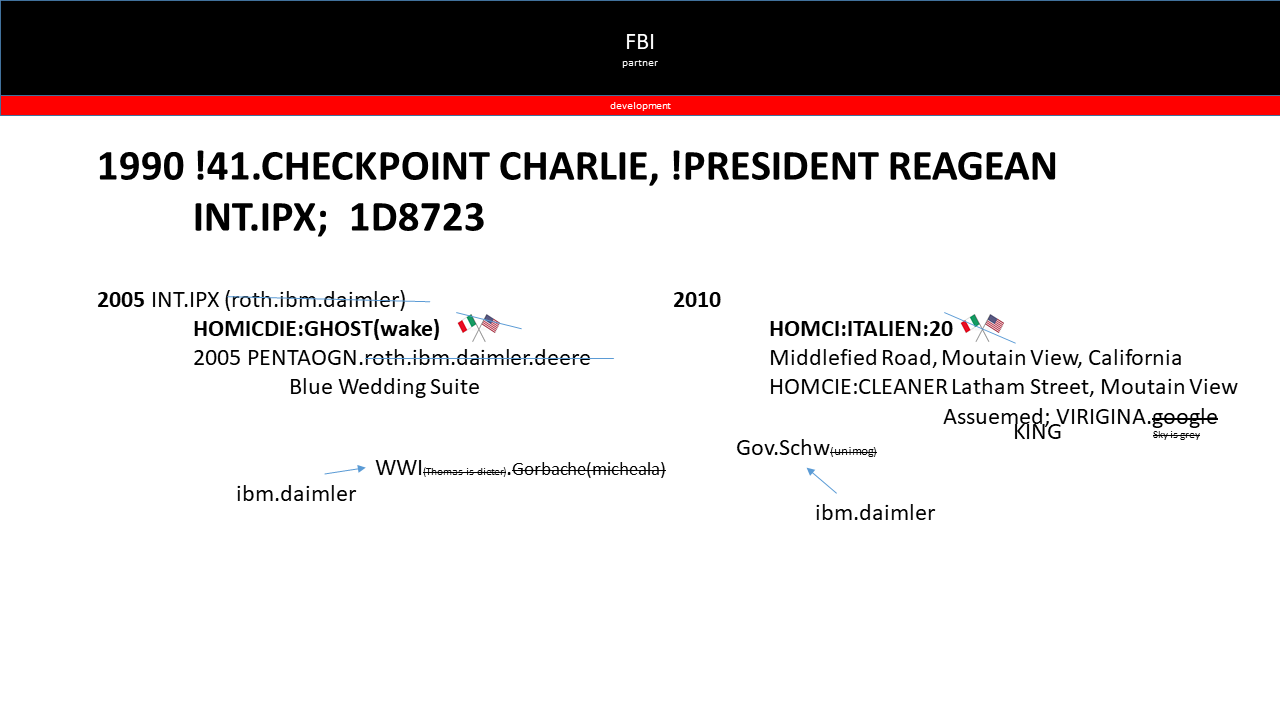 FBI
partner
development
1990 !41.CHECKPOINT CHARLIE, !PRESIDENT REAGEAN
INT.IPX; 1D8723
2005 INT.IPX (roth.ibm.daimler)
HOMICDIE:GHOST(wake)
2005 PENTAOGN.roth.ibm.daimler.deere
Blue Wedding Suite
WWI(Thomas is dieter).Gorbache(micheala)
ibm.daimler
2010
HOMCI:ITALIEN:20
Middlefied Road, Moutain View, California
HOMCIE:CLEANER Latham Street, Moutain View
Assuemed; VIRIGINA.google
KING
Sky is grey
Gov.Schw(unimog)
ibm.daimler